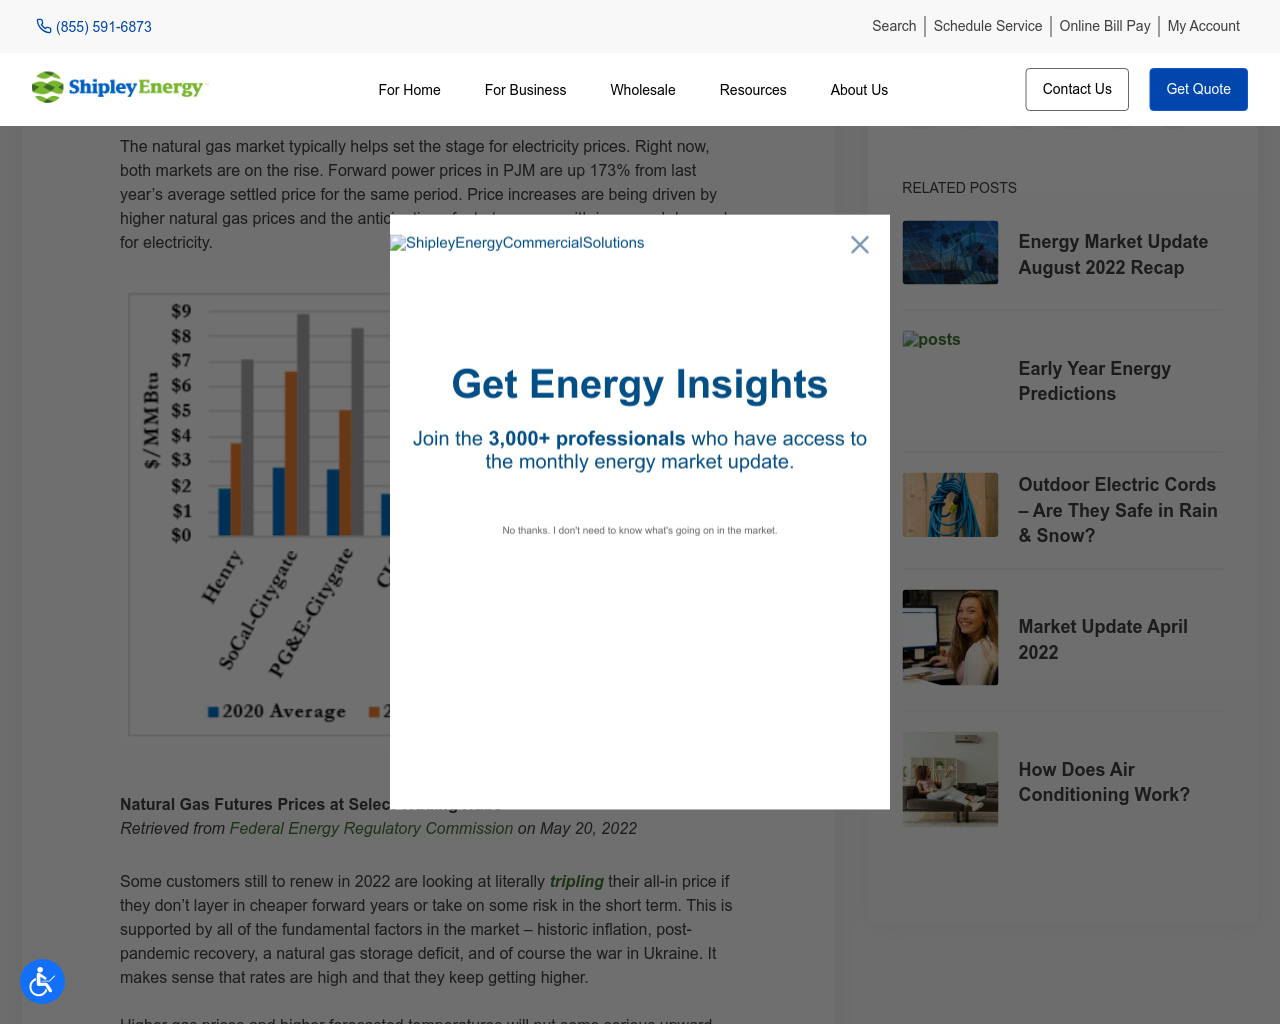 (855) 591-6873
Search
Schedule Service
Online Bill Pay
My Account
Shipley Energy
For Home
For Business
Wholesale
Resources
About Us
Contact Us
Get Quote
The natural gas market typically helps set the stage for electricity prices. Right now,
both markets are on the rise. Forward power prices in PJM are up 173% from last
year's average settled price for the same period. Price increases are being driven by
higher natural gas prices and the
for electricity.
$9
$8
$7
$6
$5
$4
$3
$2
$1
$0
$/MMBtu
Henry
SoCal-Citygate
PG&E-Citygate
2020 Average
ShipleyEnergyCommercialSolutions
Get Energy Insights
Join the 3,000+ professionals who have access to
the monthly energy market update.
No thanks. I don't need to know what's going on in the market.
Natural Gas Futures Prices at
Retrieved from Federal Energy Regulatory Commission on May 20, 2022
Some customers still to renew in 2022 are looking at literally tripling their all-in price if
they don't layer in cheaper forward years or take on some risk in the short term. This is
supported by all of the fundamental factors in the market – historic inflation, post-
pandemic recovery, a natural gas storage deficit, and of course the war in Ukraine. It
makes sense that rates are high and that they keep getting higher.
Higher gas prices and higher forecasted temperatures will put some serious upward
RELATED POSTS
Energy Market Update
August 2022 Recap
posts
Early Year Energy
Predictions
Outdoor Electric Cords
– Are They Safe in Rain
& Snow?
Market Update April
2022
How Does Air
Conditioning Work?